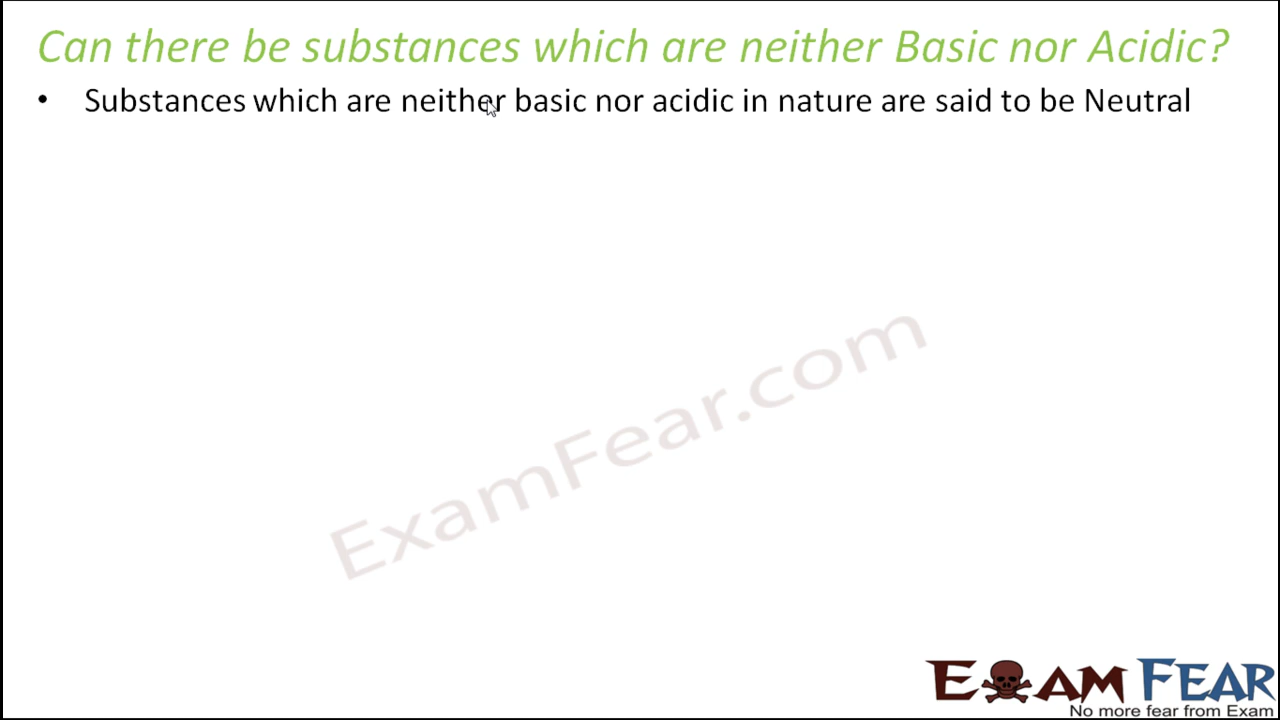 Can there be substances which are neither Basic nor Acidic?
• Substances which are neither basic nor acidic in nature are said to be Neutral
ExamFear.com
EXAM FEAR
No more fear from Exam